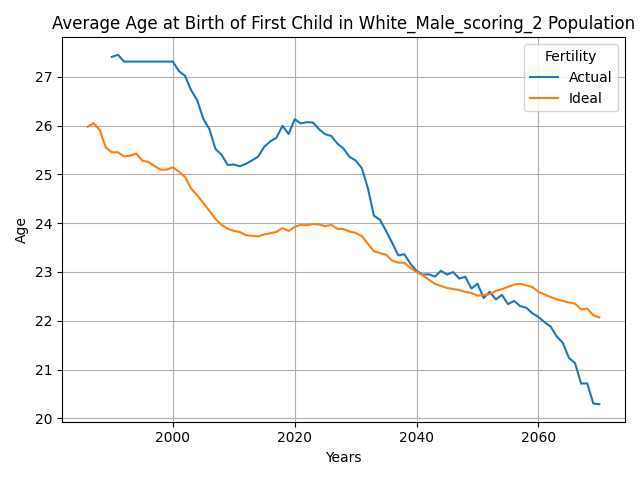 Average Age at Birth of First Child in White_Male_scoring_2 Population
Fertility
Actual
Ideal
27
26
25
24
23
22
21
20
Age
2000
2020
2040
2060
Years